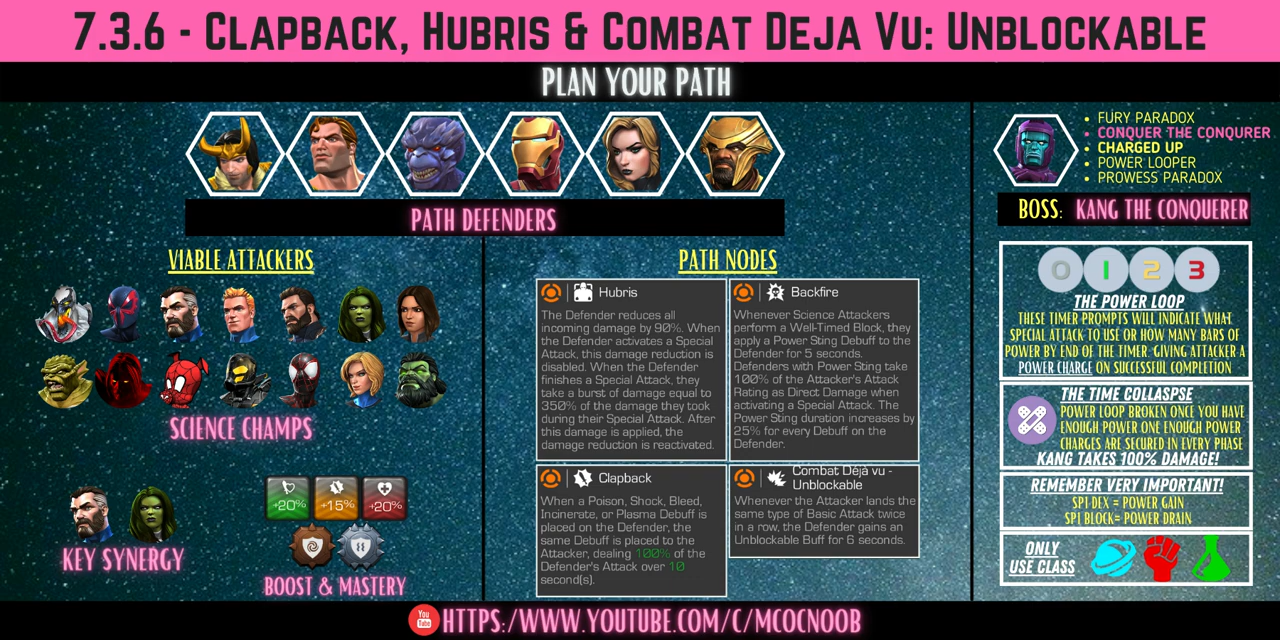 7.3.6 - CLAPBACK, HUBRIS & COMBAT DEJA VU: UNBLOCKABLE
PLAN YOUR PATH
PATH DEFENDERS
VIABLE ATTACKERS
SCIENCE CHAMPS
KEY SYNERGY
+20%
+15%
+20%
BOOST & MASTERY
PATH NODES
Hubris
The Defender reduces all
incoming damage by 90%. When
the Defender activates a Special
Attack, this damage reduction is
disabled. When the Defender
finishes a Special Attack, they
take a burst of damage equal to
350% of the damage they took
during their Special Attack. After
this damage is applied, the
damage reduction is reactivated.
Backfire
Whenever Science Attackers
perform a Well-Timed Block, they
apply a Power Sting Debuff to the
Defender for 5 seconds.
Defenders with Power Sting take
100% of the Attacker's Attack
Rating as Direct Damage when
activating a Special Attack. The
Power Sting duration increases by
25% for every Debuff on the
Defender.
Clapback
When a Poison, Shock, Bleed,
Incinerate, or Plasma Debuff is
placed on the Defender, the
same Debuff is placed to the
Attacker, dealing 100% of the
Defender's Attack over 10
second(s).
Combat Déjà vu -
Unblockable
Whenever the Attacker lands the
same type of Basic Attack twice
in a row, the Defender gains an
Unblockable Buff for 6 seconds.
• FURY PARADOX
• CONQUER THE CONQURER
• CHARGED UP
• POWER LOOPER
• PROWESS PARADOX
BOSS: KANG THE CONQUERER
0 1 2 3
THE POWER LOOP
THESE TIMER PROMPTS WILL INDICATE WHAT
SPECIAL ATTACK TO USE OR HOW MANY BARS OF
POWER BY END OF THE TIMER. GIVING ATTACKER A
POWER CHARGE ON SUCCESSFUL COMPLETION
THE TIME COLLASPSE
POWER LOOP BROKEN ONCE YOU HAVE
ENOUGH POWER ONE ENOUGH POWER
CHARGES ARE SECURED IN EVERY PHASE
KANG TAKES 100% DAMAGE!
REMEMBER VERY IMPORTANT!
SP1 DEX = POWER GAIN
SP1 BLOCK= POWER DRAIN
ONLY
USE CLASS
You
Tube
HTTPS:/WWW.YOUTUBE.COM/C/MCOCNOOB